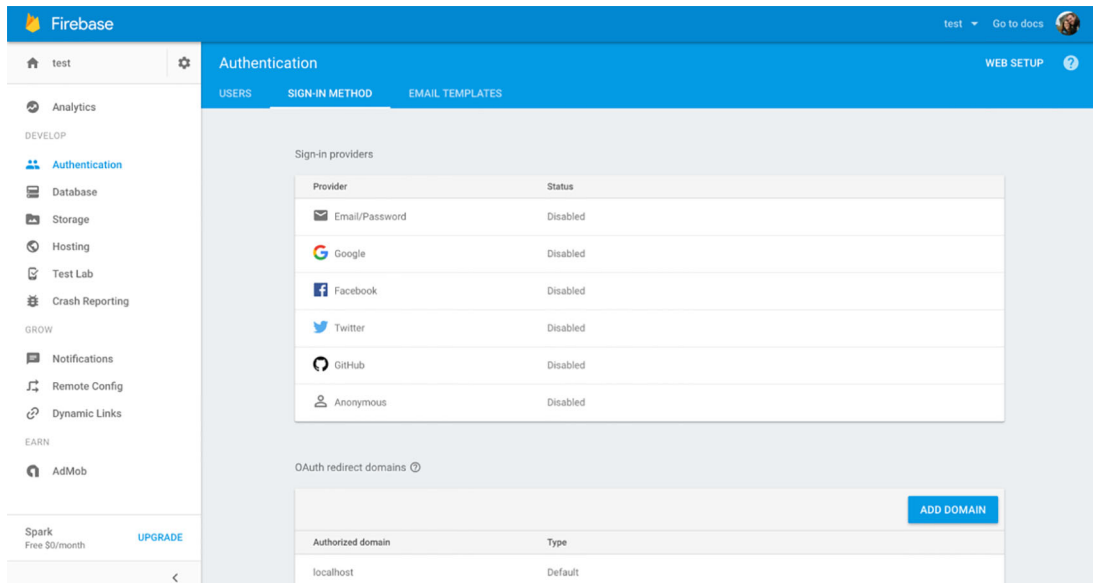 Firebase
test Go to docs
test
Authentication
WEB SETUP
USERS SIGN-IN METHOD EMAIL TEMPLATES
Analytics
DEVELOP
Authentication
Database
Storage
Hosting
Test Lab
Crash Reporting
GROW
Notifications
Remote Config
Dynamic Links
EARN
AdMob
Spark
Free $0/month
UPGRADE
Sign-in providers
Provider Status
Email/Password Disabled
Google Disabled
Facebook Disabled
Twitter Disabled
GitHub Disabled
Anonymous Disabled
OAuth redirect domains
ADD DOMAIN
Authorized domain Type
localhost Default